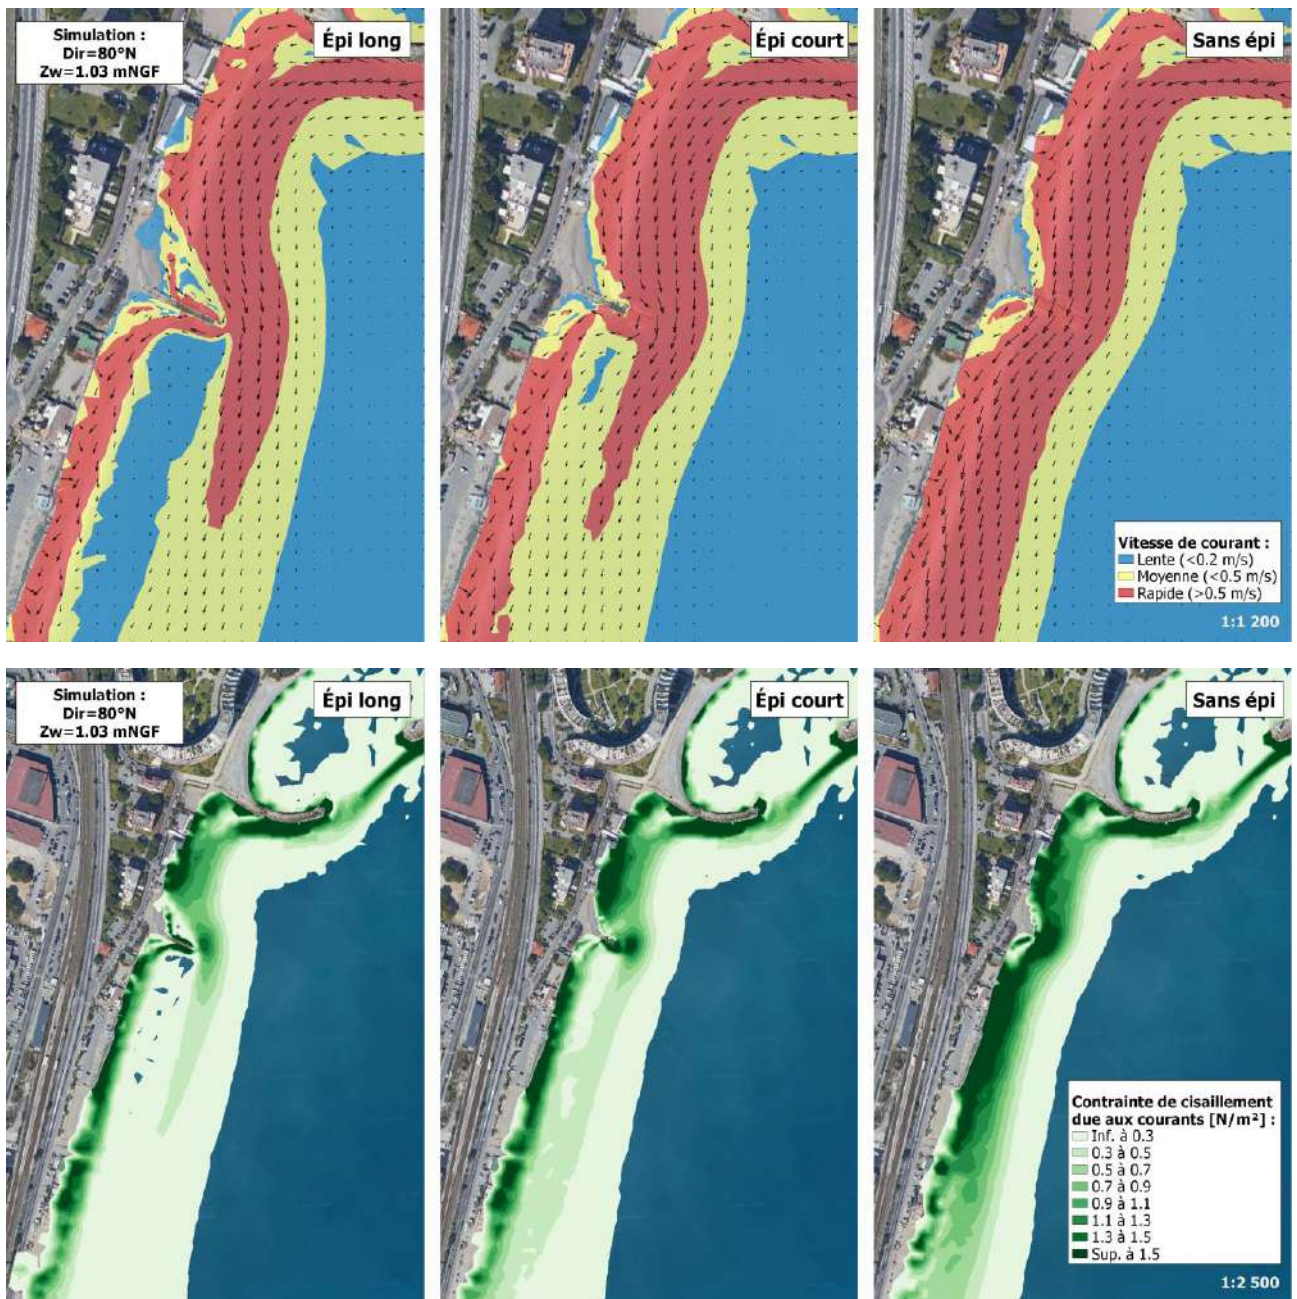 Simulation :
Dir=80°N
Zw=1.03 mNGF
Épi long
Épi court
Sans épi
Vitesse de courant :
Lente (<0.2 m/s)
Moyenne (<0.5 m/s)
Rapide (>0.5 m/s)
1:1 200
Simulation :
Dir=80°N
Zw=1.03 mNGF
Épi long
Épi court
Sans épi
Contrainte de cisaillement
due aux courants [N/m²] :
Inf. à 0.3
0.3 à 0.5
0.5 à 0.7
0.7 à 0.9
0.9 à 1.1
1.1 à 1.3
1.3 à 1.5
Sup. à 1.5
1:2 500